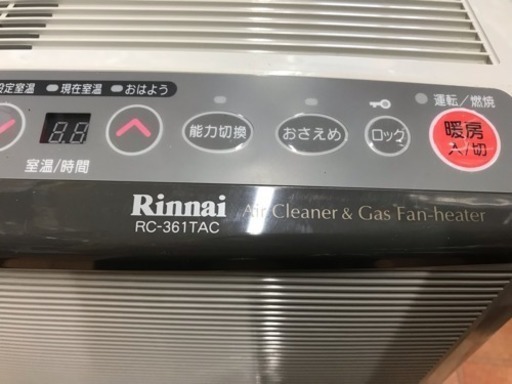 設定室温 現在室温 おはよう
運転/燃焼
88
室温/時間
能力切換
おさえめ
ロック
暖房
入/切
Rinnai Air Cleaner & Gas Fan-heater
RC-361TAC